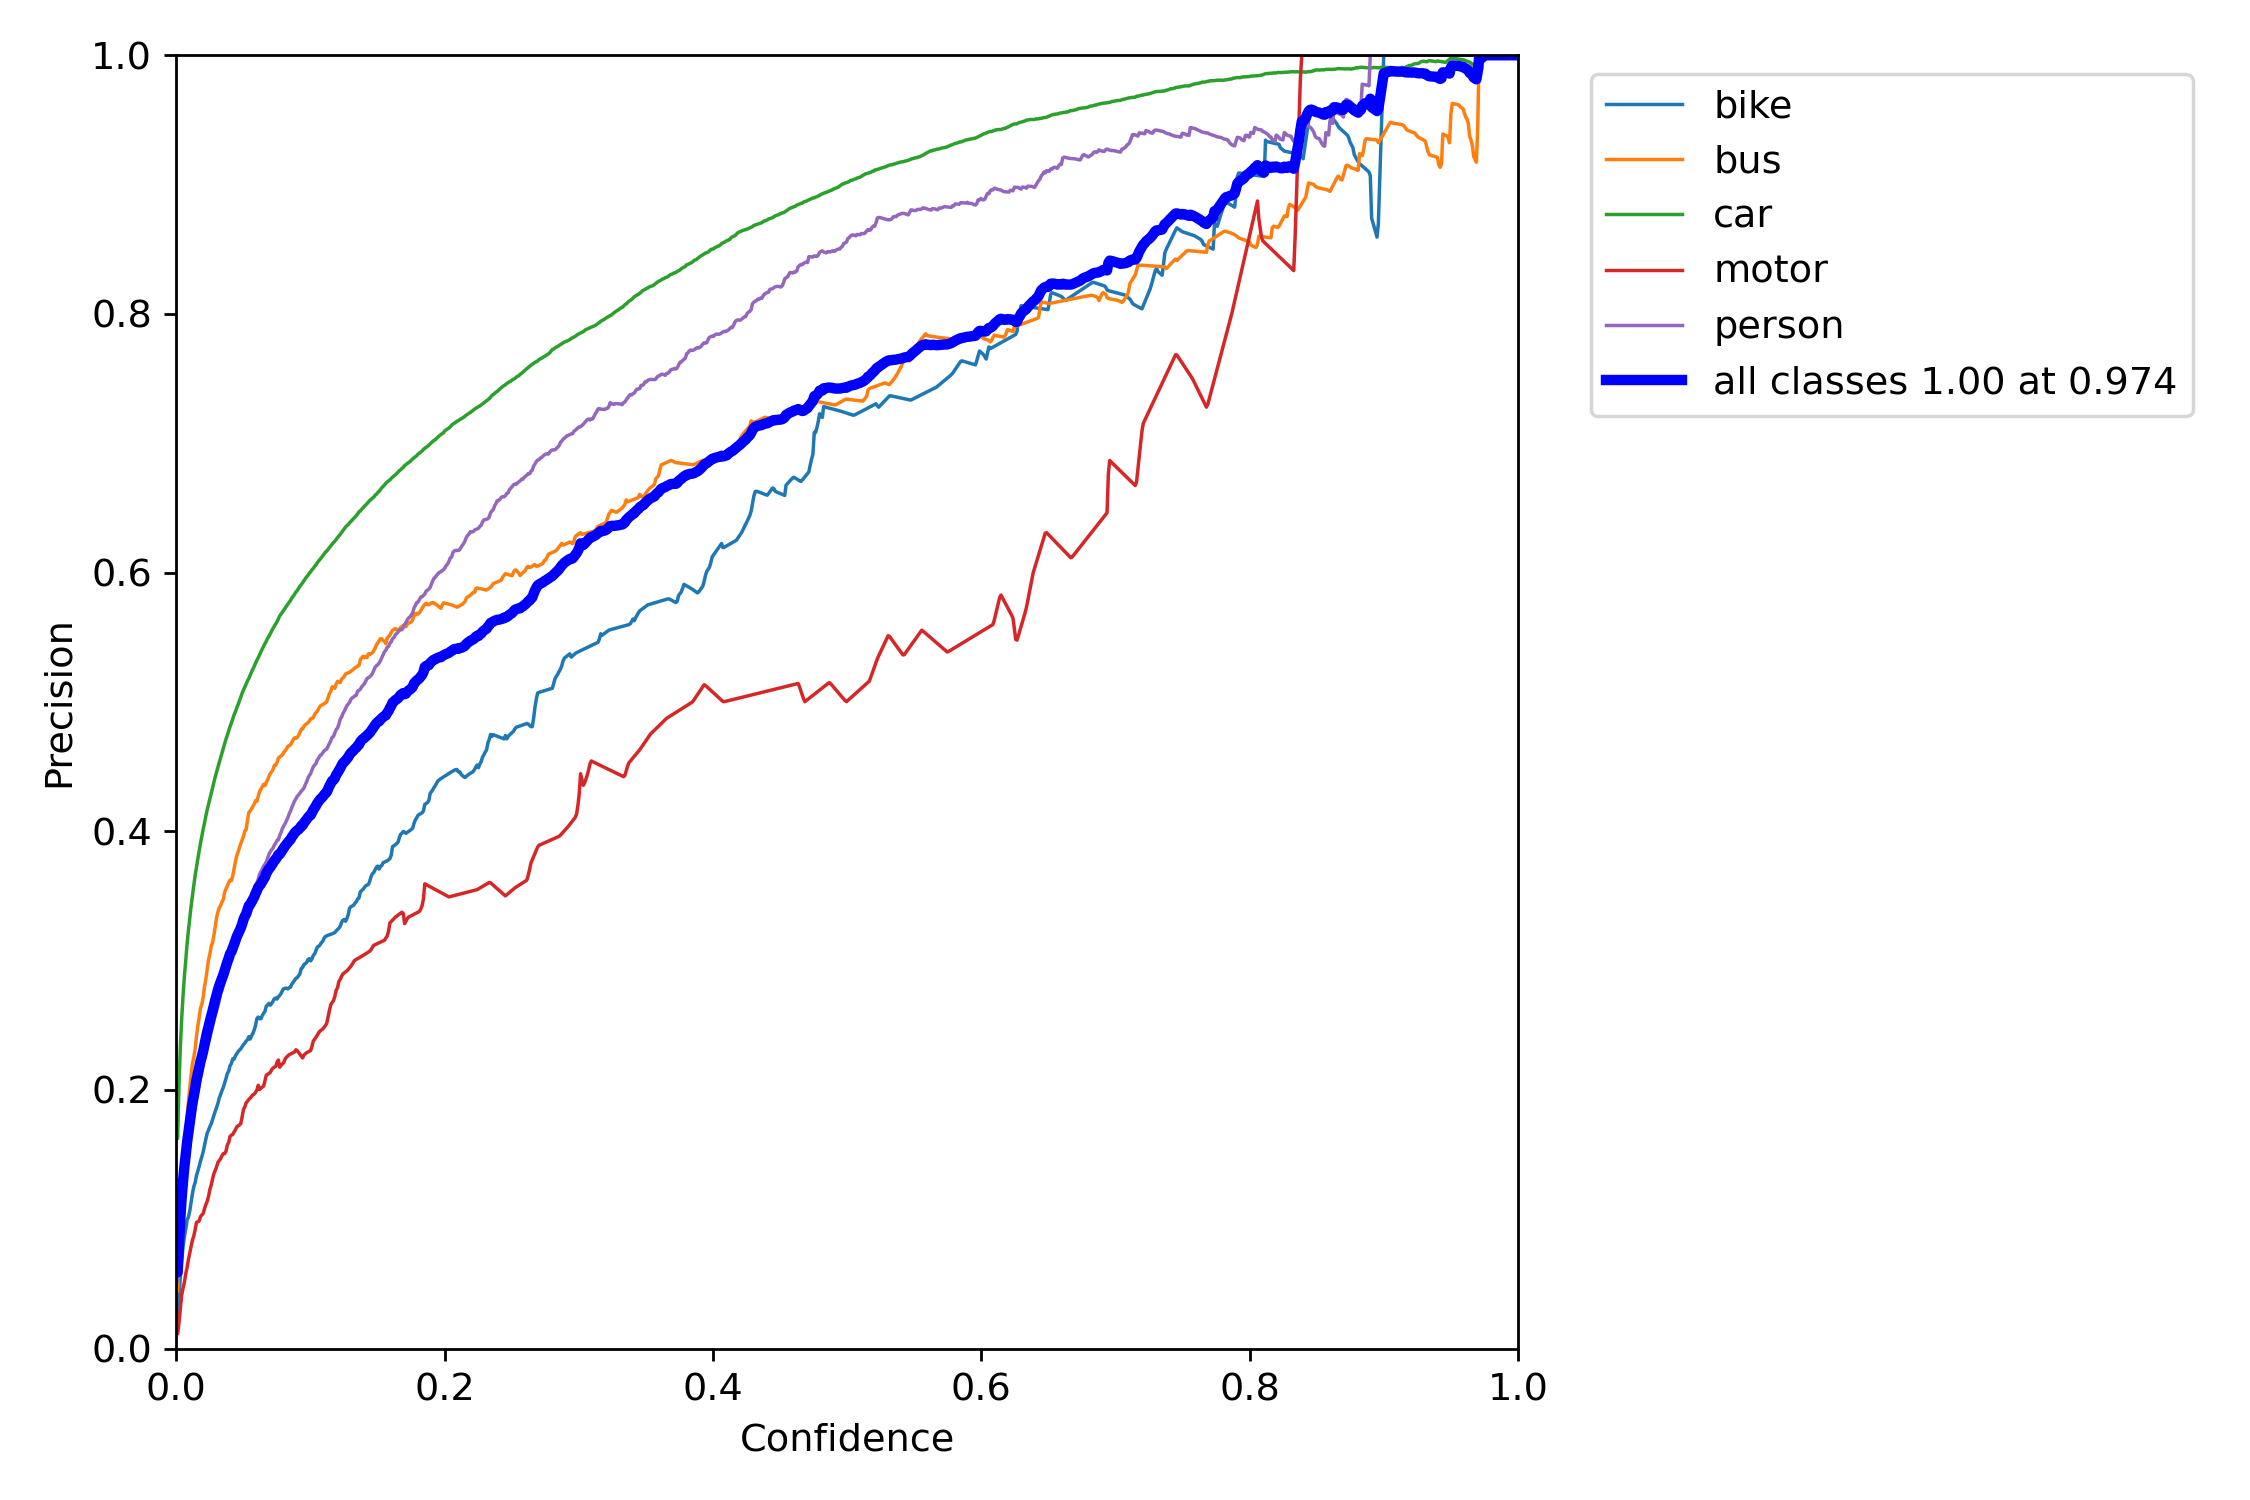 1.0
0.8
0.6
0.4
0.2
0.0
Precision
0.0 0.2 0.4 0.6 0.8 1.0
Confidence
bike
bus
car
motor
person
all classes 1.00 at 0.974